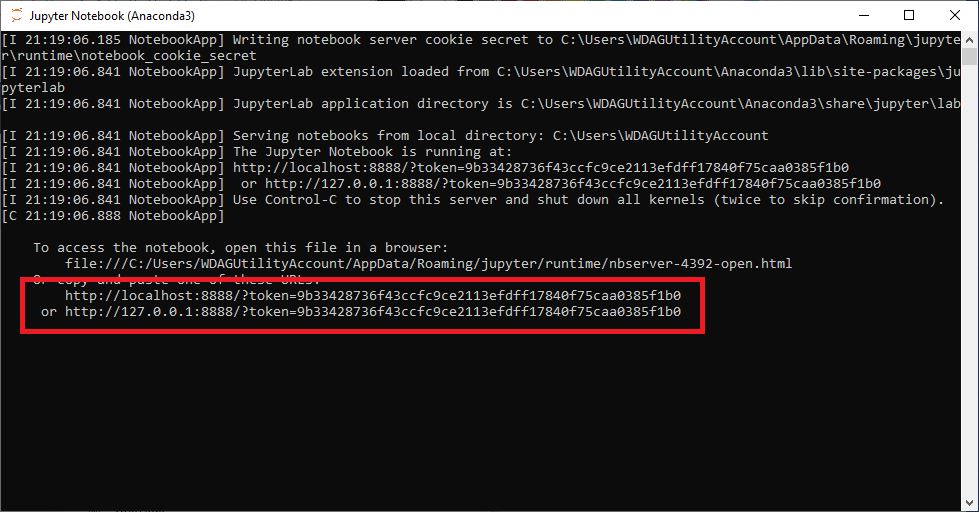 Jupyter Notebook (Anaconda3)
[I 21:19:06.185 NotebookApp] Writing notebook server cookie secret to C:\Users\WDAGUtilityAccount\AppData\Roaming\jupyte
r\runtime\notebook_cookie_secret
[I 21:19:06.841 NotebookApp] JupyterLab extension loaded from C:\Users\WDAGUtilityAccount\Anaconda3\lib\site-packages\ju
pyterlab
[I 21:19:06.841 NotebookApp] JupyterLab application directory is C:\Users\WDAGUtilityAccount\Anaconda3\share\jupyter\lab
[I 21:19:06.841 NotebookApp] Serving notebooks from local directory: C:\Users\WDAGUtilityAccount
[I 21:19:06.841 NotebookApp] The Jupyter Notebook is running at:
[I 21:19:06.841 NotebookApp] http://localhost:8888/?token=9b33428736f43ccfc9ce2113efdff17840f75caa0385f1b0
[I 21:19:06.841 NotebookApp]  or http://127.0.0.1:8888/?token=9b33428736f43ccfc9ce2113efdff17840f75caa0385f1b0
[I 21:19:06.841 NotebookApp] Use Control-C to stop this server and shut down all kernels (twice to skip confirmation).
[C 21:19:06.888 NotebookApp]
To access the notebook, open this file in a browser:
file:///C:/Users/WDAGUtilityAccount/AppData/Roaming/jupyter/runtime/nbserver-4392-open.html
Or copy and paste one of these URLs:
http://localhost:8888/?token=9b33428736f43ccfc9ce2113efdff17840f75caa0385f1b0
or http://127.0.0.1:8888/?token=9b33428736f43ccfc9ce2113efdff17840f75caa0385f1b0